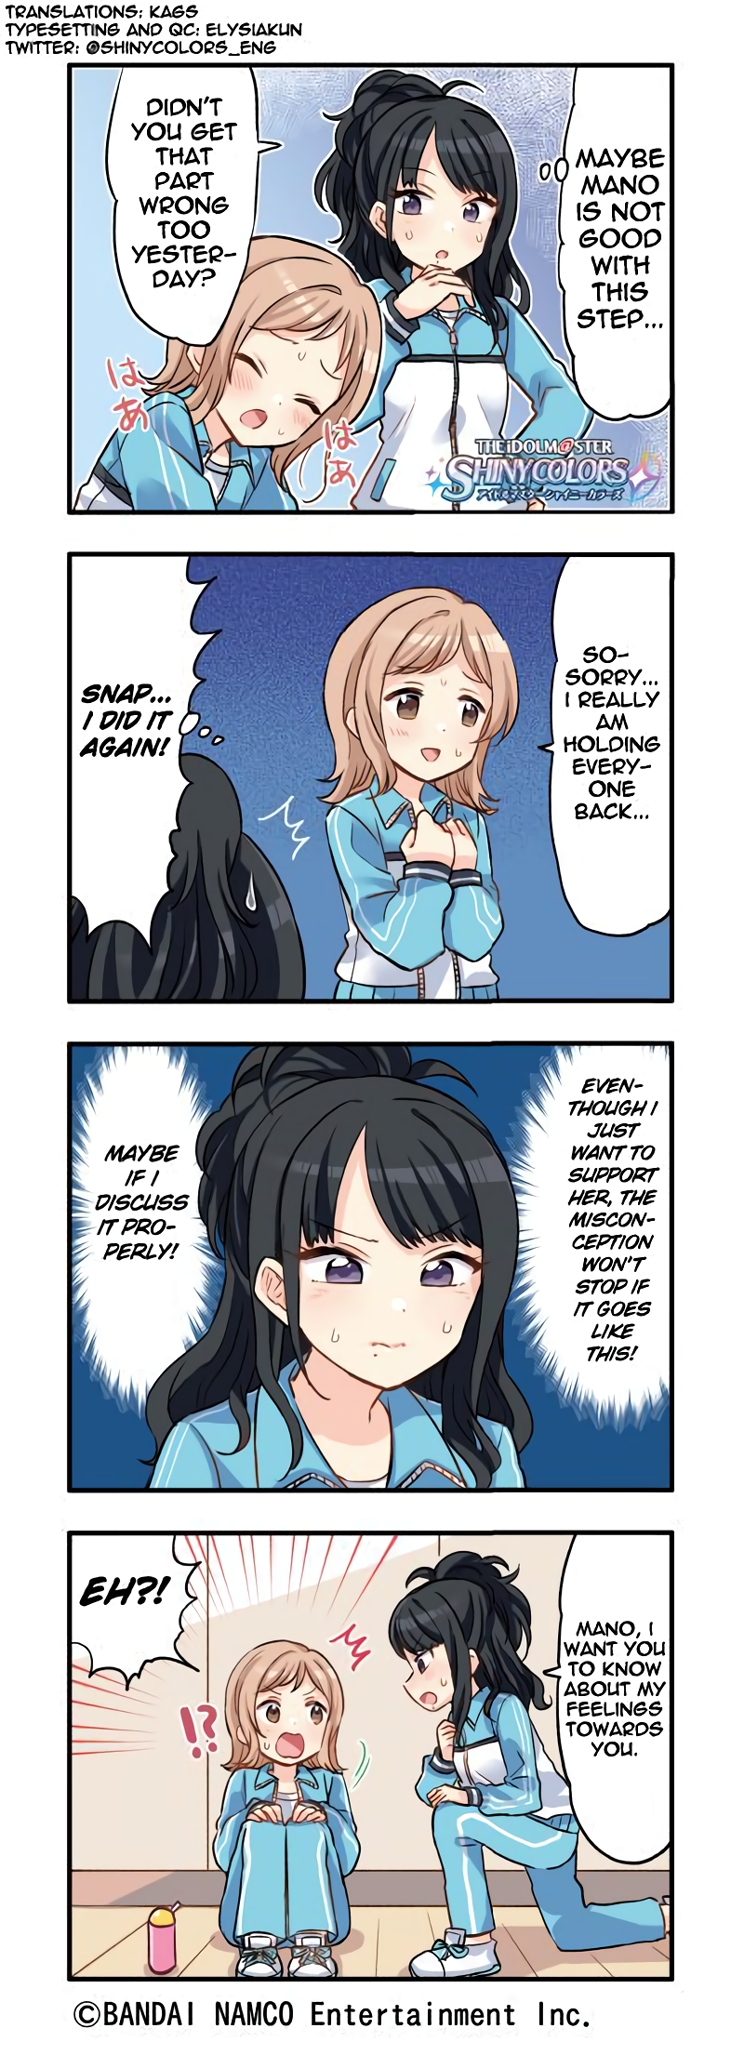 TRANSLATIONS: KAGS
TYPESETTING AND QC: ELYSIAKUN
TWITTER: @SHINYCOLORS_ENG
MAYBE
MANO
IS NOT
GOOD
WITH
THIS
STEP...
DIDN'T
YOU GET
THAT
PART
WRONG
TOO
YESTER-
DAY?
はぁ
はぁ
THE iDOLM@STER
SHINYCOLORS
アイドルマスターシャイニーカラーズ
SO-
SORRY...
I REALLY
AM
HOLDING
EVERY-
ONE
BACK...
SNAP...
I DID IT
AGAIN!
EVEN-
THOUGH I
JUST
WANT TO
SUPPORT
HER, THE
MISCON-
CEPTION
WON'T
STOP IF
IT GOES
LIKE
THIS!
MAYBE
IF I
DISCUSS
IT PRO-
PERLY!
MANO, I
WANT YOU
TO KNOW
ABOUT MY
FEELINGS
TOWARDS
YOU.
EH?!
!?
©BANDAI NAMCO Entertainment Inc.